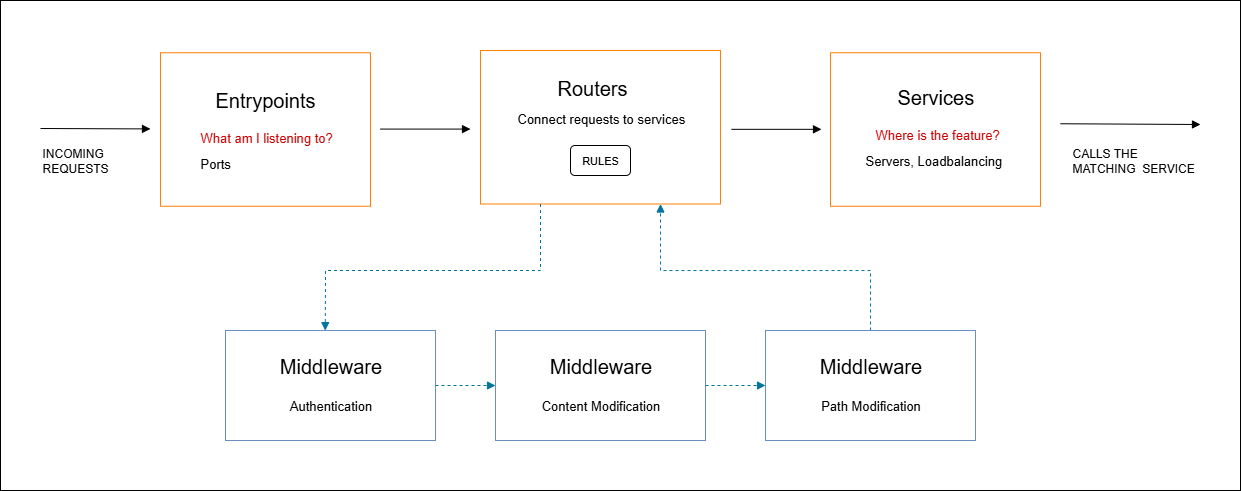 INCOMING
REQUESTS
Entrypoints
What am I listening to?
Ports
Routers
Connect requests to services
RULES
Services
Where is the feature?
Servers, Loadbalancing
CALLS THE
MATCHING SERVICE
Middleware
Authentication
Middleware
Content Modification
Middleware
Path Modification